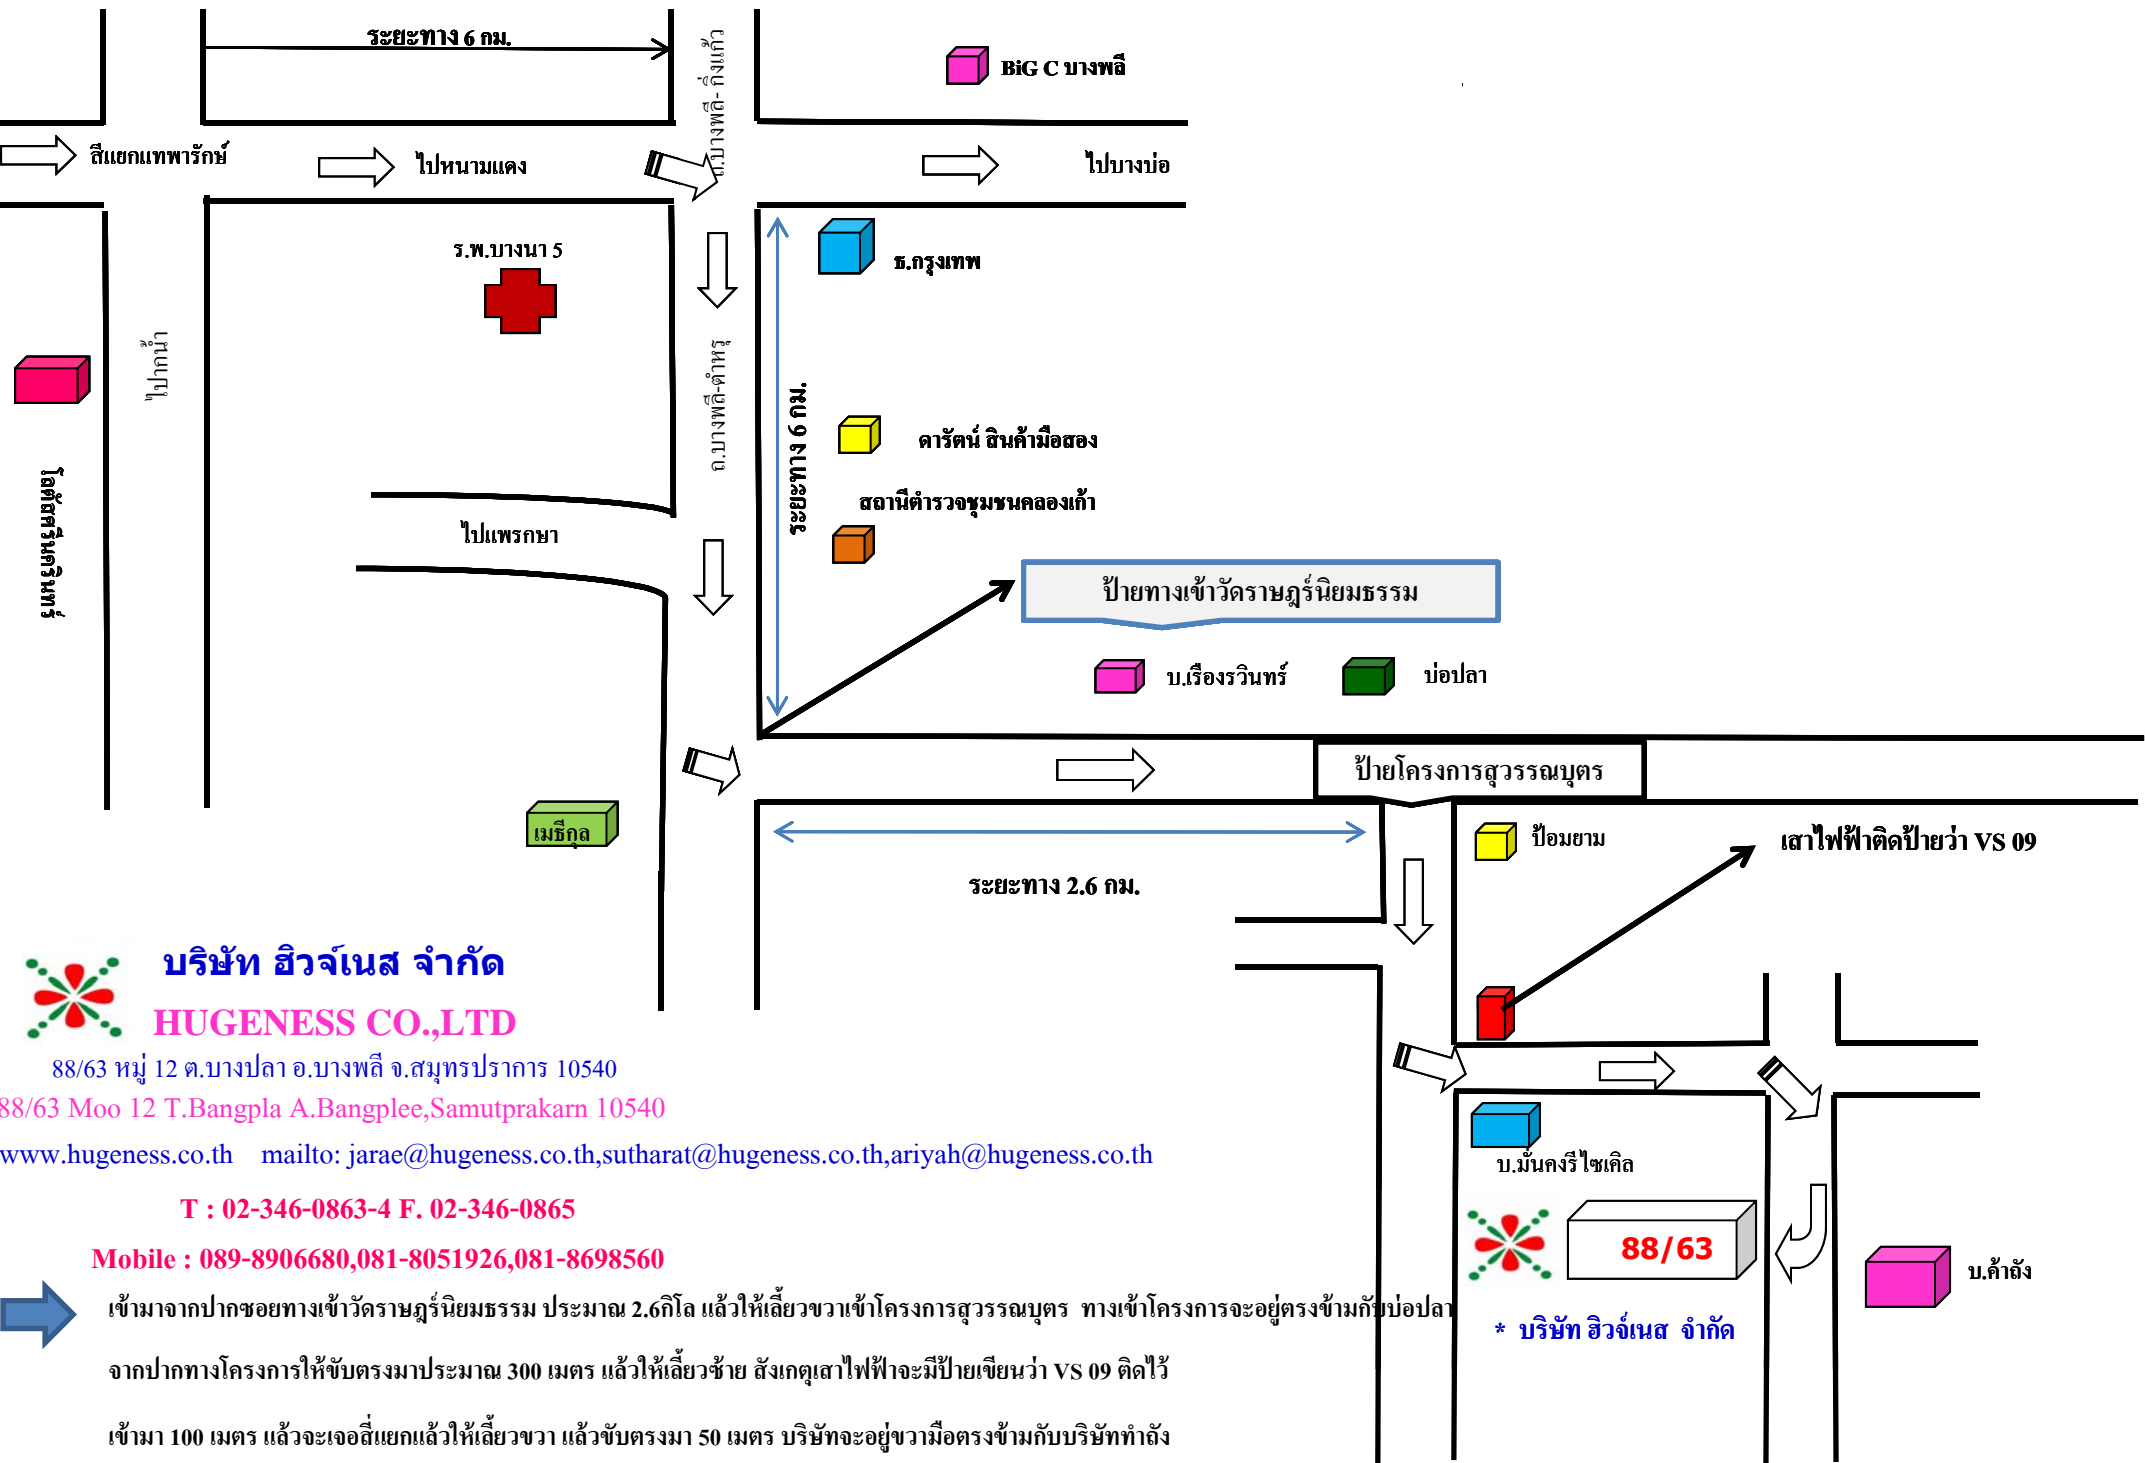 ระยะทาง 6 กม.
ถ.บางพลี- กิ่งแก้ว
BiG C บางพลี
สี่แยกเทพารักษ์
ไปหนามแดง
ไปบางบ่อ
ร.พ.บางนา 5
ธ.กรุงเทพ
ไปปากน้ำ
ถ.บางพลี-ตำหรุ
ระยะทาง 6 กม.
ดารัตน์ สินค้ามือสอง
สถานีตำรวจชุมชนคลองเก้า
โลตัสศรีนครินทร์
ไปแพรกษา
ป้ายทางเข้าวัดราษฎร์นิยมธรรม
บ.เรืองรวินทร์
บ่อปลา
ป้ายโครงการสุวรรณบุตร
เมธีกุล
ป้อมยาม
เสาไฟฟ้าติดป้ายว่า VS 09
ระยะทาง 2.6 กม.
บริษัท ฮิวจ์เนส จำกัด
HUGENESS CO.,LTD
88/63 หมู่ 12 ต.บางปลา อ.บางพลี จ.สมุทรปราการ 10540
88/63 Moo 12 T.Bangpla A.Bangplee,Samutprakarn 10540
www.hugeness.co.th mailto: jarae@hugeness.co.th,sutharat@hugeness.co.th,ariyah@hugeness.co.th
บ.มั่นคงรีไซเคิล
T : 02-346-0863-4 F. 02-346-0865
Mobile : 089-8906680,081-8051926,081-8698560
88/63
บ.ค้าถัง
* บริษัท ฮิวจ์เนส จำกัด
เข้ามาจากปากซอยทางเข้าวัดราษฎร์นิยมธรรม ประมาณ 2.6กิโล แล้วให้เลี้ยวขวาเข้าโครงการสุวรรณบุตร ทางเข้าโครงการจะอยู่ตรงข้ามกับบ่อปลา
จากปากทางโครงการให้ขับตรงมาประมาณ 300 เมตร แล้วให้เลี้ยวซ้าย สังเกตุเสาไฟฟ้าจะมีป้ายเขียนว่า VS 09 ติดไว้
เข้ามา 100 เมตร แล้วจะเจอสี่แยกแล้วให้เลี้ยวขวา แล้วขับตรงมา 50 เมตร บริษัทจะอยู่ขวามือตรงข้ามกับบริษัททำถัง